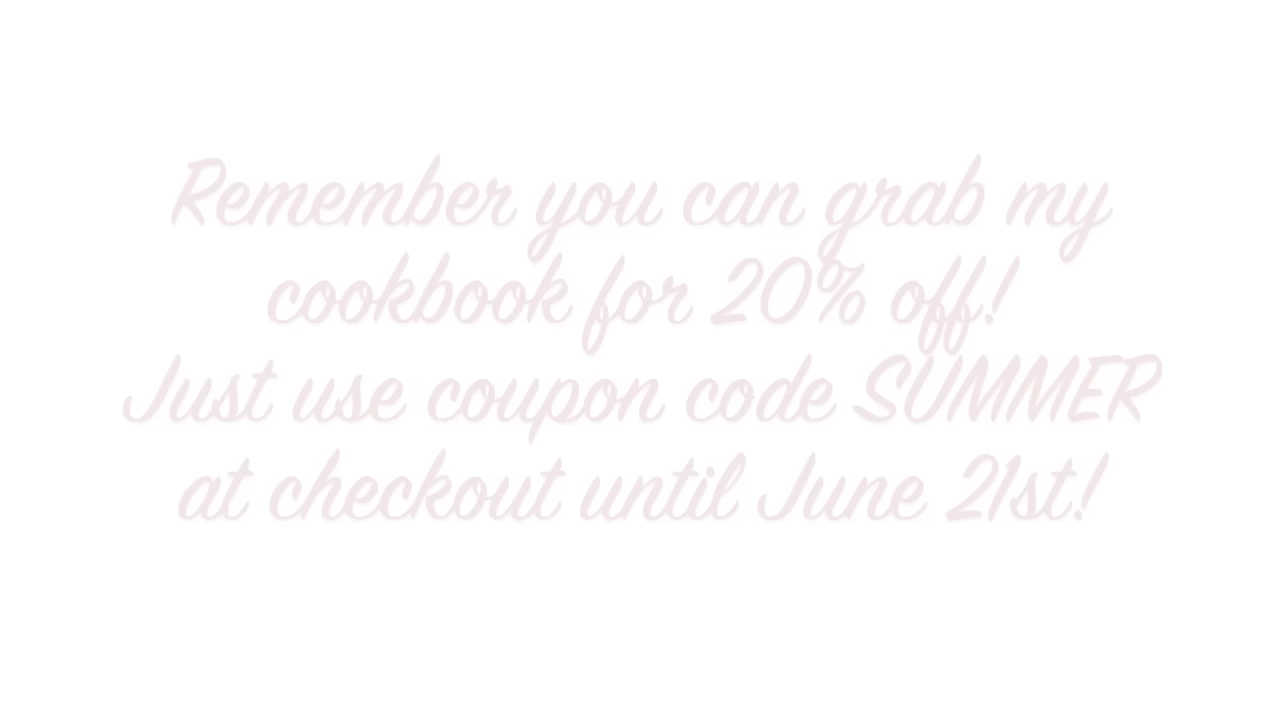 Remember you can grab my
cookbook for 20% off!
Just use coupon code SUMMER
at checkout until June 21st!